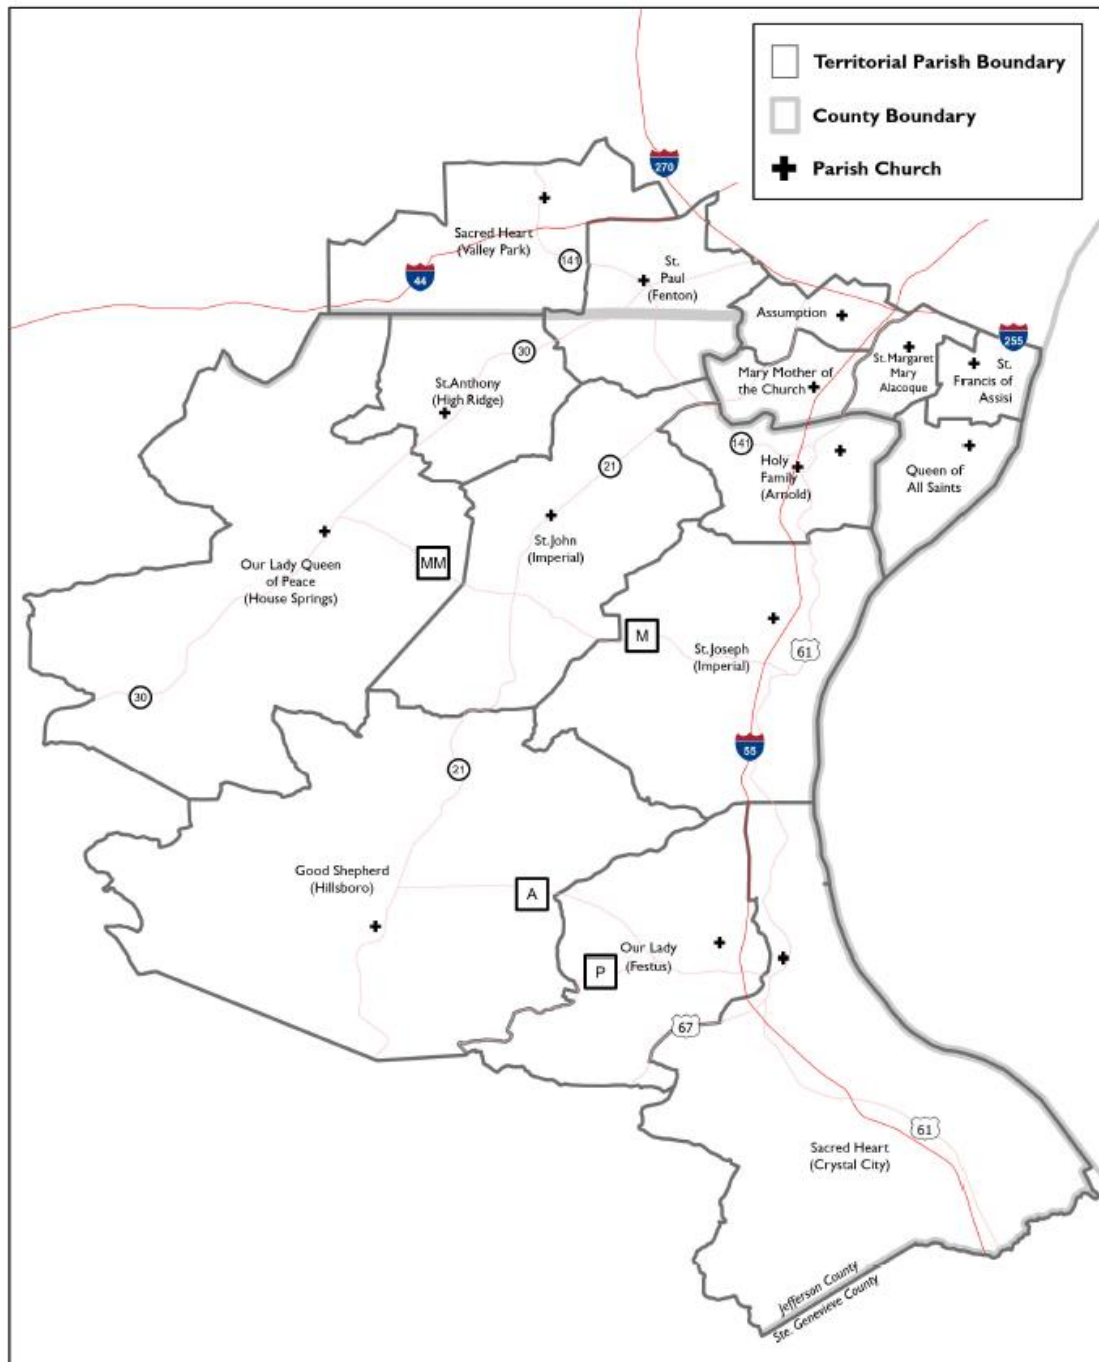 Territorial Parish Boundary
County Boundary
Parish Church
270
Sacred Heart
(Valley Park)
141
44
St.
Paul
(Fenton)
Assumption
255
30
St. Anthony
(High Ridge)
Mary Mother of
the Church
St. Margaret
Mary
Alacoque
St.
Francis of
Assisi
141
21
Holy
Family
(Arnold)
Queen of
All Saints
St. John
(Imperial)
MM
Our Lady Queen
of Peace
(House Springs)
M
St. Joseph
(Imperial)
61
30
55
21
Good Shepherd
(Hillsboro)
A
Our Lady
(Festus)
P
67
61
Sacred Heart
(Crystal City)
Jefferson County
Ste. Genevieve County